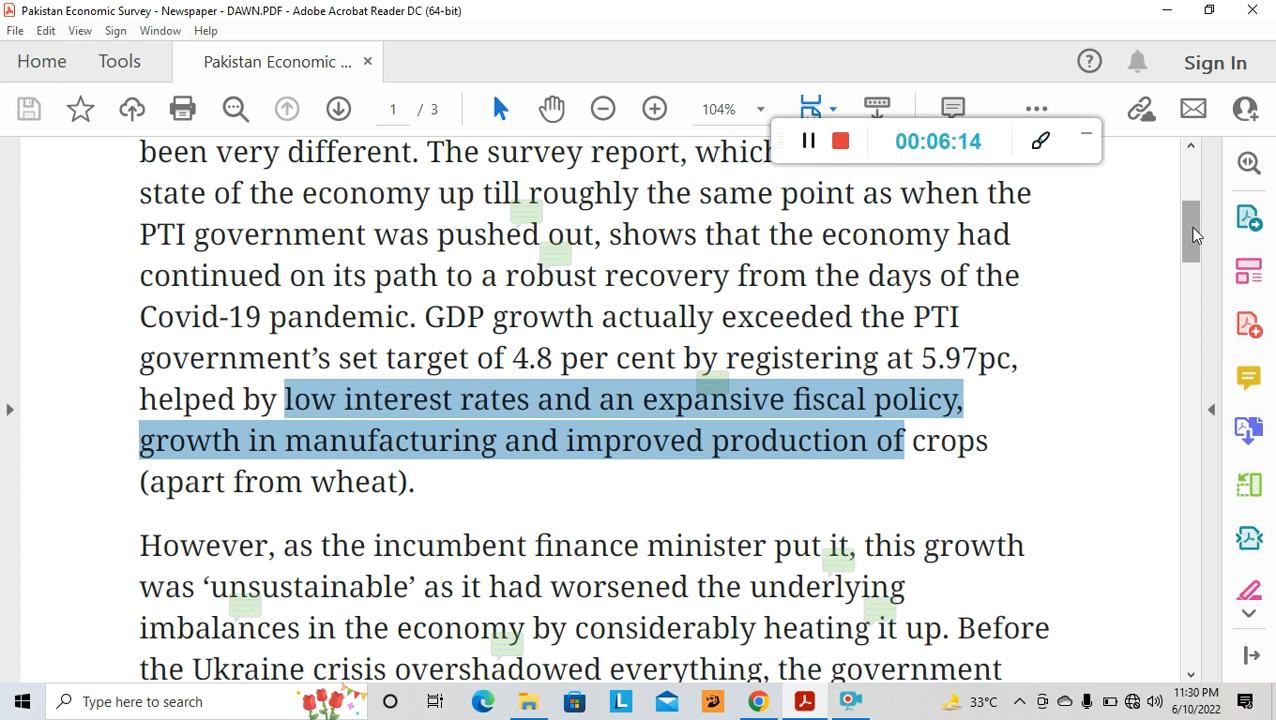 Pakistan Economic Survey - Newspaper - DAWN.PDF - Adobe Acrobat Reader DC (64-bit)
File Edit View Sign Window Help
Home Tools Pakistan Economic ... × Sign In
1 / 3 104%
00:06:14
been very different. The survey report, which
state of the economy up till roughly the same point as when the
PTI government was pushed out, shows that the economy had
continued on its path to a robust recovery from the days of the
Covid-19 pandemic. GDP growth actually exceeded the PTI
government’s set target of 4.8 per cent by registering at 5.97pc,
helped by low interest rates and an expansive fiscal policy,
growth in manufacturing and improved production of crops
(apart from wheat).
However, as the incumbent finance minister put it, this growth
was ‘unsustainable’ as it had worsened the underlying
imbalances in the economy by considerably heating it up. Before
the Ukraine crisis overshadowed everything, the government
Type here to search
33°C
11:30 PM
6/10/2022